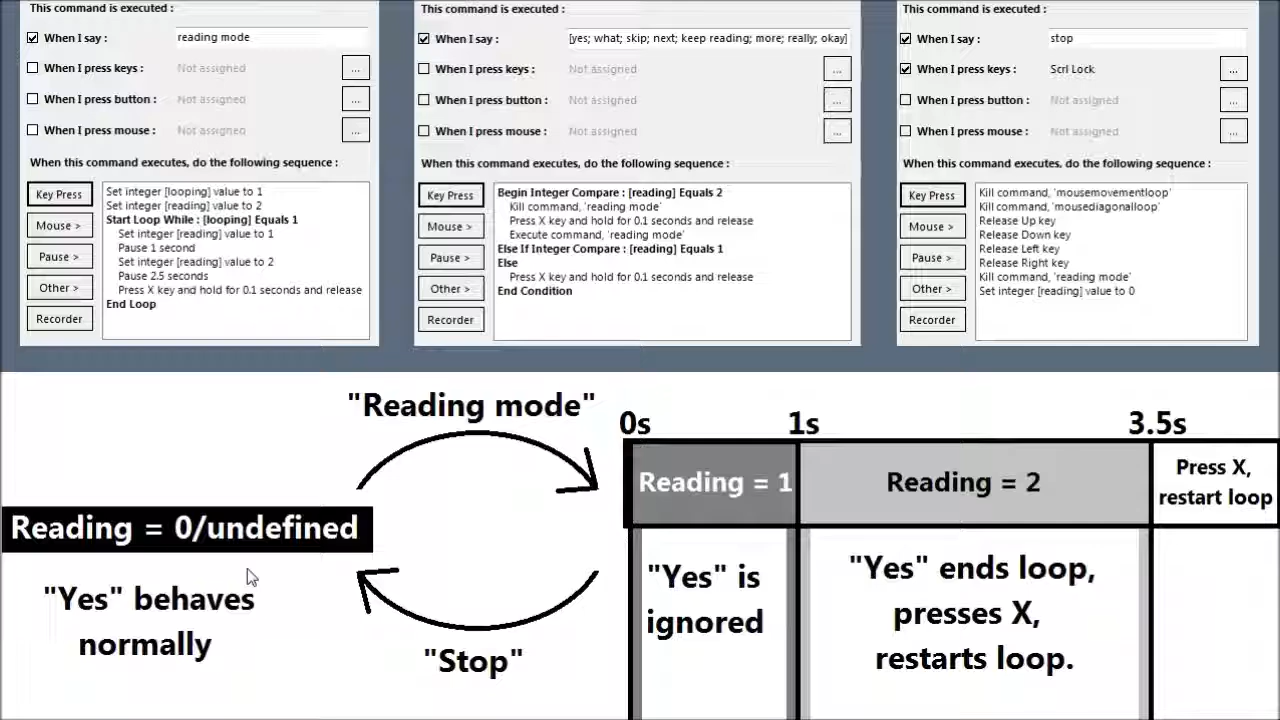 This command is executed :
When I say :
reading mode
When I press keys :
Not assigned
...
When I press button :
Not assigned
...
When I press mouse :
Not assigned
...
When this command executes, do the following sequence :
Key Press
Mouse >
Pause >
Other >
Recorder
Set integer [looping] value to 1
Set integer [reading] value to 2
Start Loop While : [looping] Equals 1
Set integer [reading] value to 1
Pause 1 second
Set integer [reading] value to 2
Pause 2.5 seconds
Press X key and hold for 0.1 seconds and release
End Loop
This command is executed :
When I say :
[yes; what; skip; next; keep reading; more; really; okay]
When I press keys :
Not assigned
...
When I press button :
Not assigned
...
When I press mouse :
Not assigned
...
When this command executes, do the following sequence :
Key Press
Mouse >
Pause >
Other >
Recorder
Begin Integer Compare : [reading] Equals 2
Kill command, 'reading mode'
Press X key and hold for 0.1 seconds and release
Execute command, 'reading mode'
Else If Integer Compare : [reading] Equals 1
Else
Press X key and hold for 0.1 seconds and release
End Condition
This command is executed :
When I say :
stop
When I press keys :
Scrl Lock
...
When I press button :
Not assigned
...
When I press mouse :
Not assigned
...
When this command executes, do the following sequence :
Key Press
Mouse >
Pause >
Other >
Recorder
Kill command, 'mousemovementloop'
Kill command, 'mousediagonalloop'
Release Up key
Release Down key
Release Left key
Release Right key
Kill command, 'reading mode'
Set integer [reading] value to 0
"Reading mode"
Reading = 0/undefined
"Yes" behaves
normally
"Stop"
0s
1s
3.5s
Reading = 1
Reading = 2
Press X,
restart loop
"Yes" is
ignored
"Yes" ends loop,
presses X,
restarts loop.